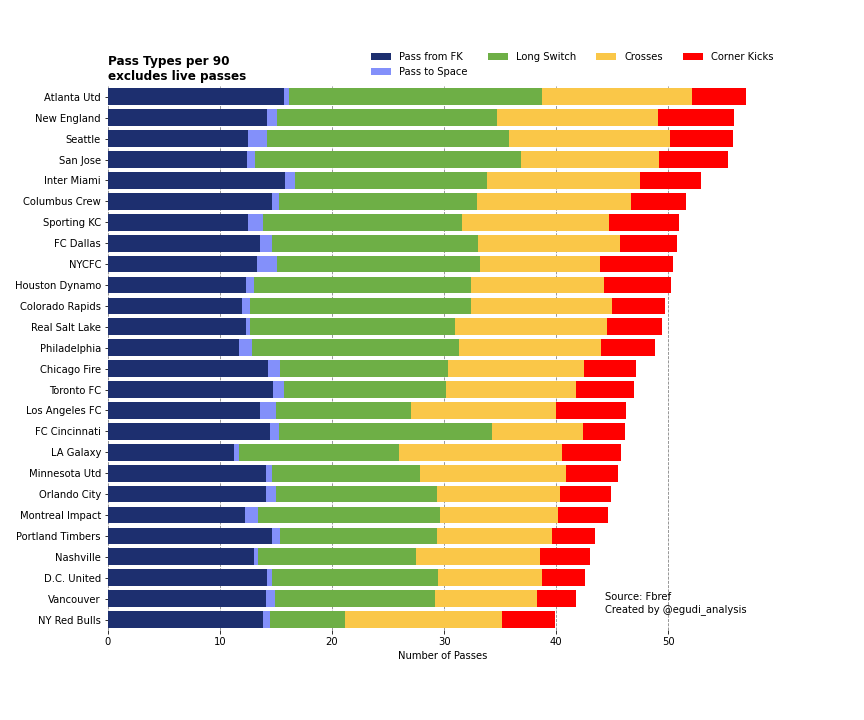 Pass Types per 90
excludes live passes
Pass from FK
Pass to Space
Long Switch
Crosses
Corner Kicks
Atlanta Utd
New England
Seattle
San Jose
Inter Miami
Columbus Crew
Sporting KC
FC Dallas
NYCFC
Houston Dynamo
Colorado Rapids
Real Salt Lake
Philadelphia
Chicago Fire
Toronto FC
Los Angeles FC
FC Cincinnati
LA Galaxy
Minnesota Utd
Orlando City
Montreal Impact
Portland Timbers
Nashville
D.C. United
Vancouver
NY Red Bulls
Source: Fbref
Created by @egudi_analysis
0 10 20 30 40 50
Number of Passes